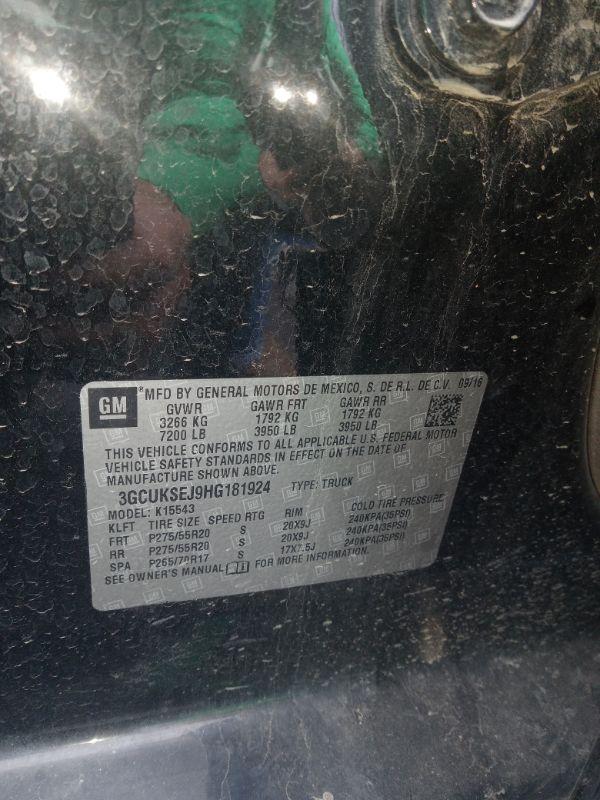 GM
®MFD BY GENERAL MOTORS DE MEXICO, S. DE R.L. DE C.V. 09/16
GVWR GAWR FRT GAWR RR
3266 KG 1792 KG 1792 KG
7200 LB 3950 LB 3950 LB
THIS VEHICLE CONFORMS TO ALL APPLICABLE U.S. FEDERAL MOTOR
VEHICLE SAFETY STANDARDS IN EFFECT ON THE DATE OF
MANUFACTURE SHOWN ABOVE.
3GCUKSEJ9HG181924 TYPE: TRUCK
MODEL: K15543
KLFT TIRE SIZE SPEED RTG RIM COLD TIRE PRESSURE
FRT P275/55R20 S 20X9J 240KPA(35PSI)
RR P275/55R20 S 20X9J 240KPA(35PSI)
SPA P265/70R17 S 17X7.5J 240KPA(35PSI)
SEE OWNER'S MANUAL FOR MORE INFORMATION.